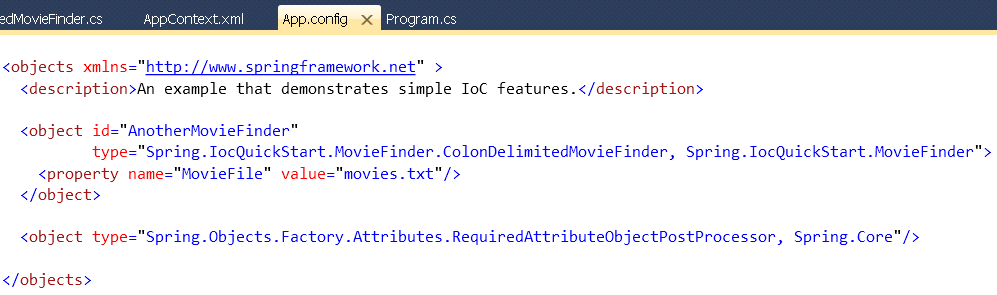 edMovieFinder.cs AppContext.xml App.config Program.cs
<objects xmlns="http://www.springframework.net" >
<description>An example that demonstrates simple IoC features.</description>
<object id="AnotherMovieFinder"
type="Spring.IocQuickStart.MovieFinder.ColonDelimitedMovieFinder, Spring.IocQuickStart.MovieFinder">
<property name="MovieFile" value="movies.txt"/>
</object>
<object type="Spring.Objects.Factory.Attributes.RequiredAttributeObjectPostProcessor, Spring.Core"/>
</objects>